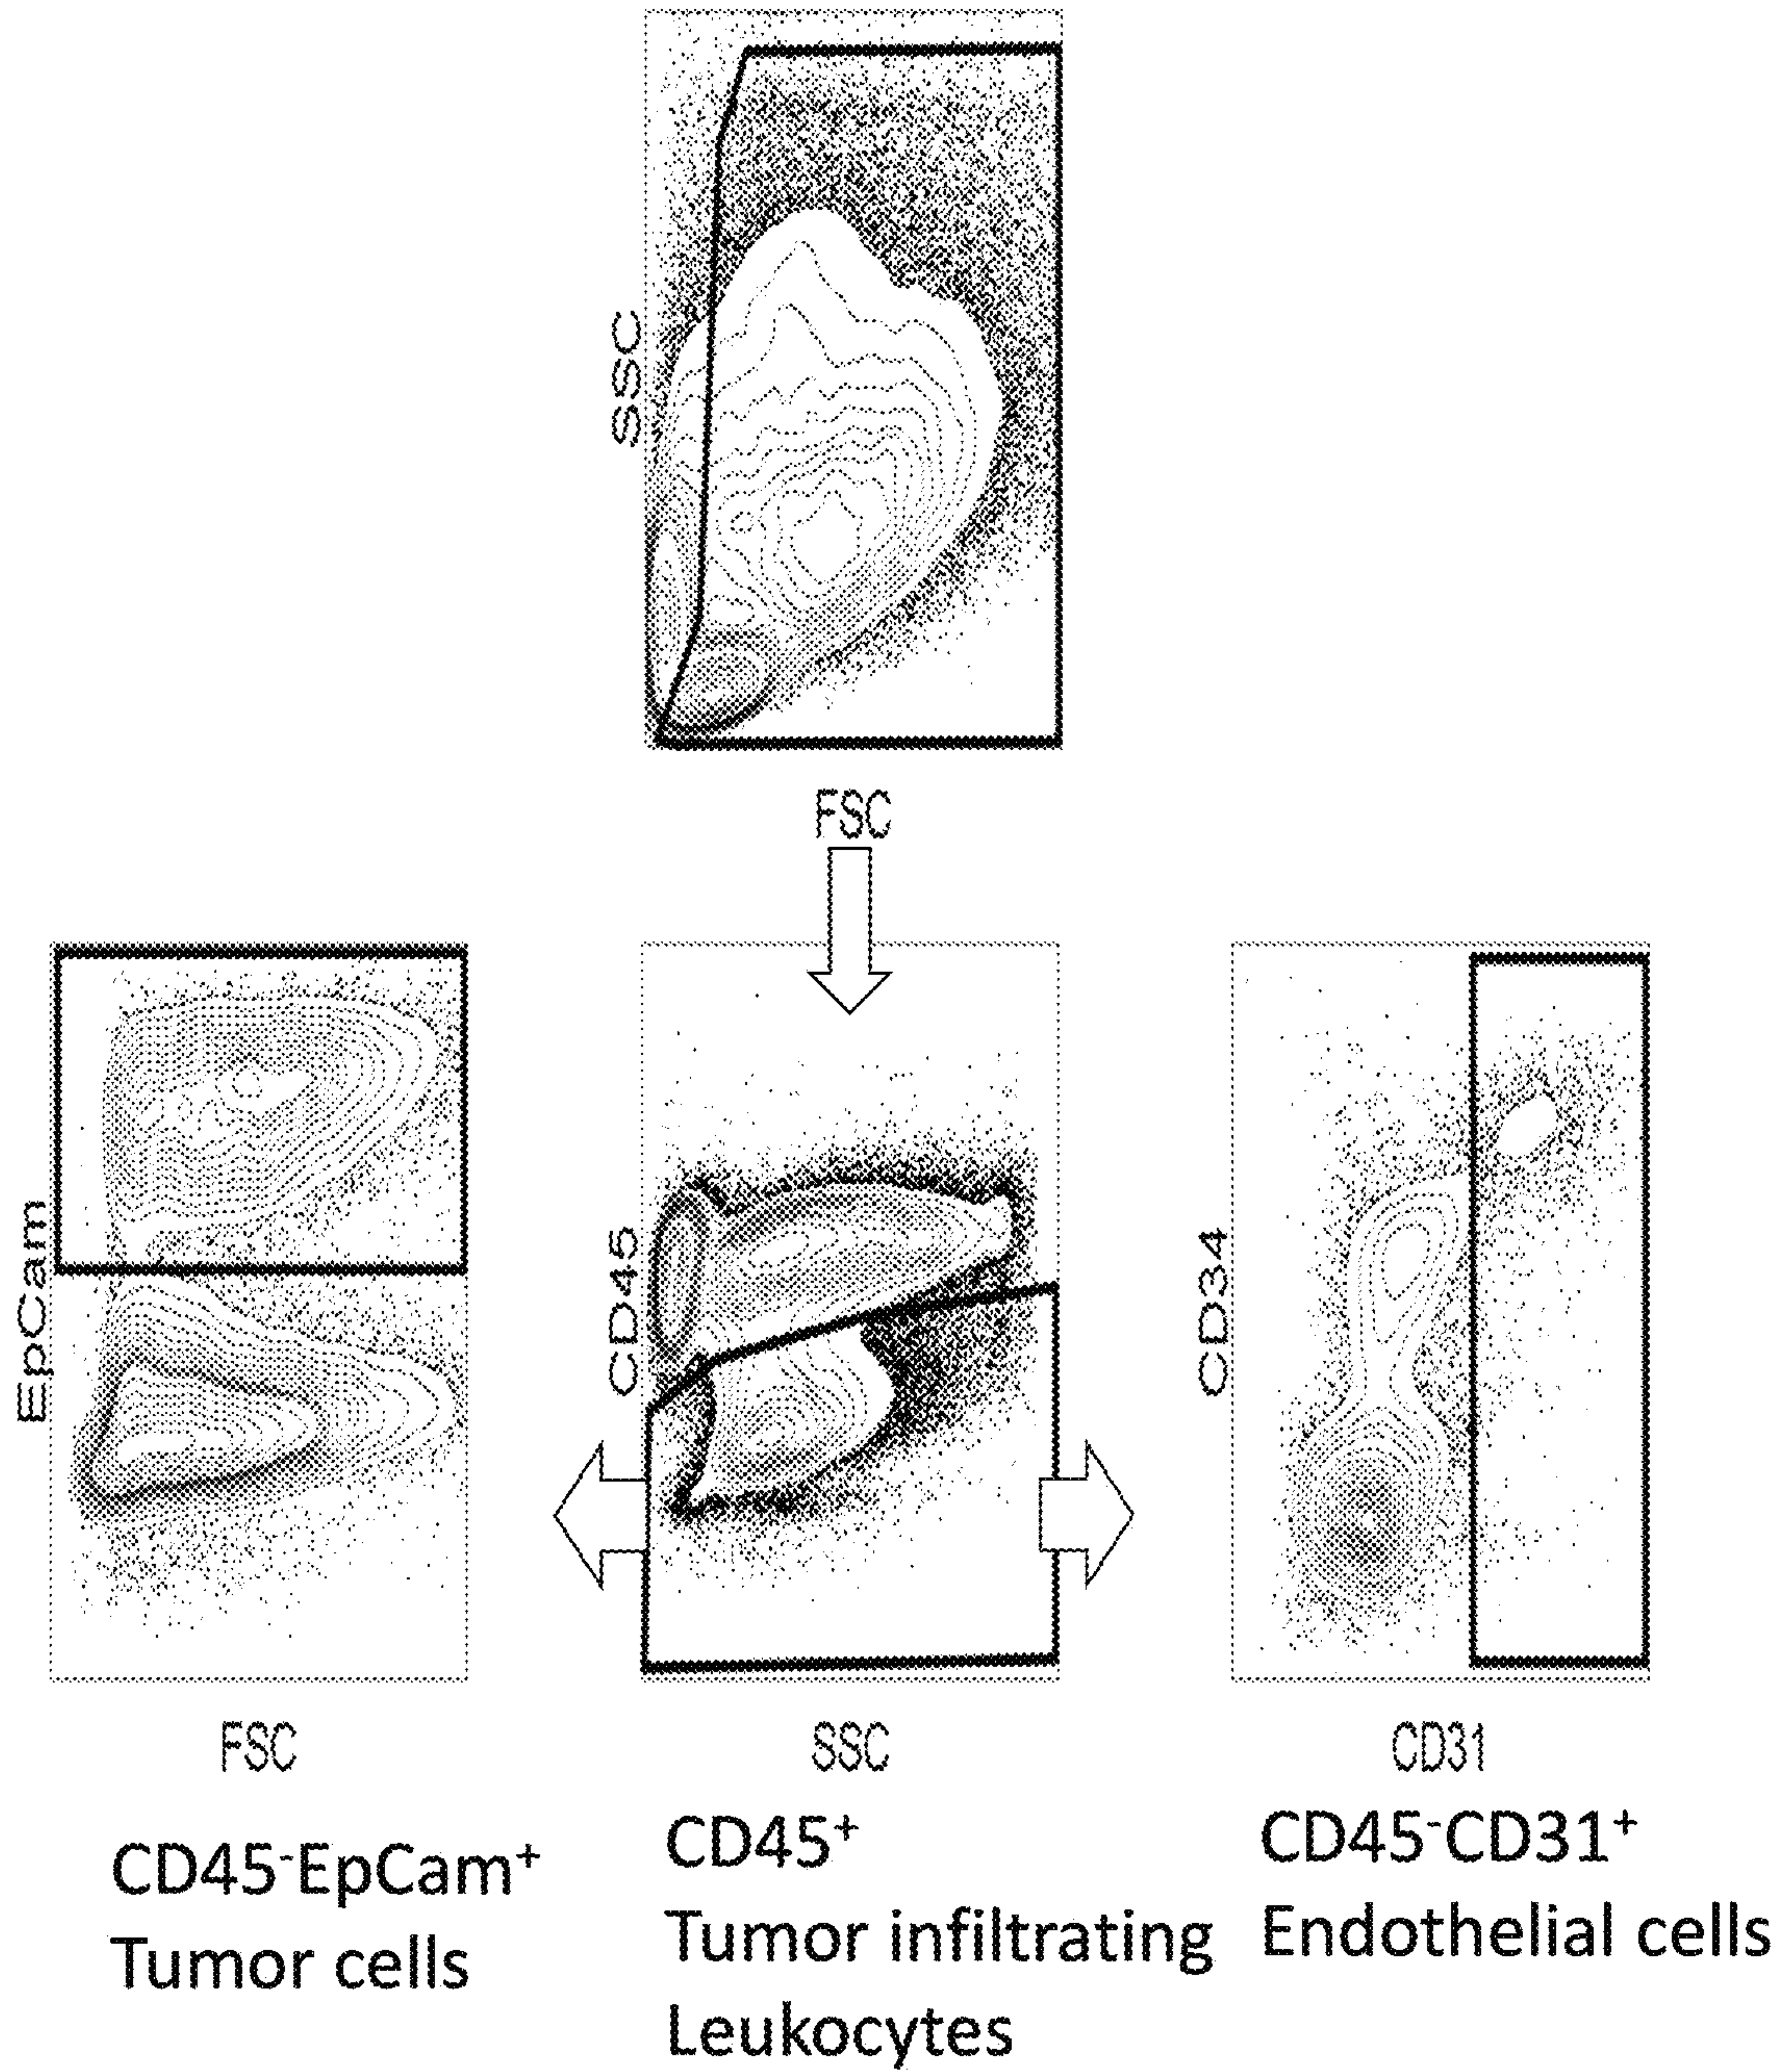 SSC
FSC
EpCam
CD45
CD34
FSC
SSC
CD31
CD45⁻EpCam⁺
Tumor cells
CD45⁺
Tumor infiltrating
Leukocytes
CD45⁻CD31⁺
Endothelial cells